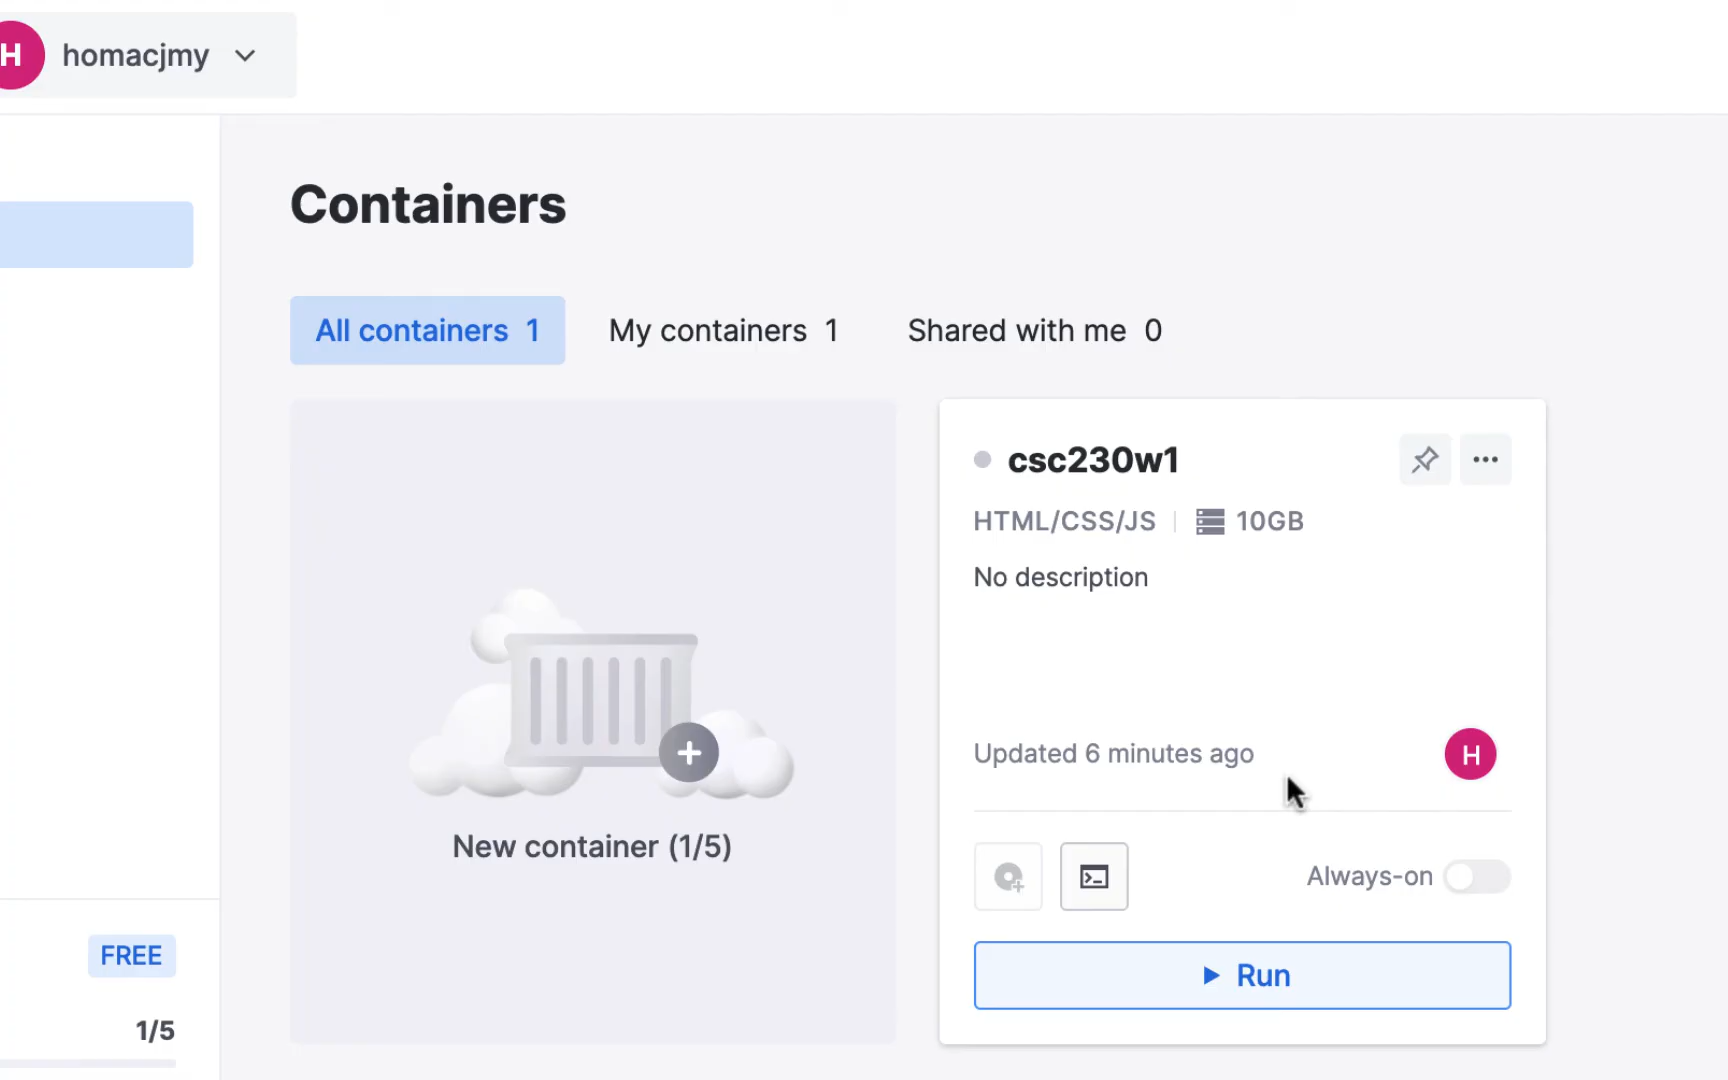 H homacjmy
Containers
All containers 1
My containers 1
Shared with me 0
csc230w1
HTML/CSS/JS
10GB
No description
Updated 6 minutes ago
H
New container (1/5)
Always-on
Run
FREE
1/5